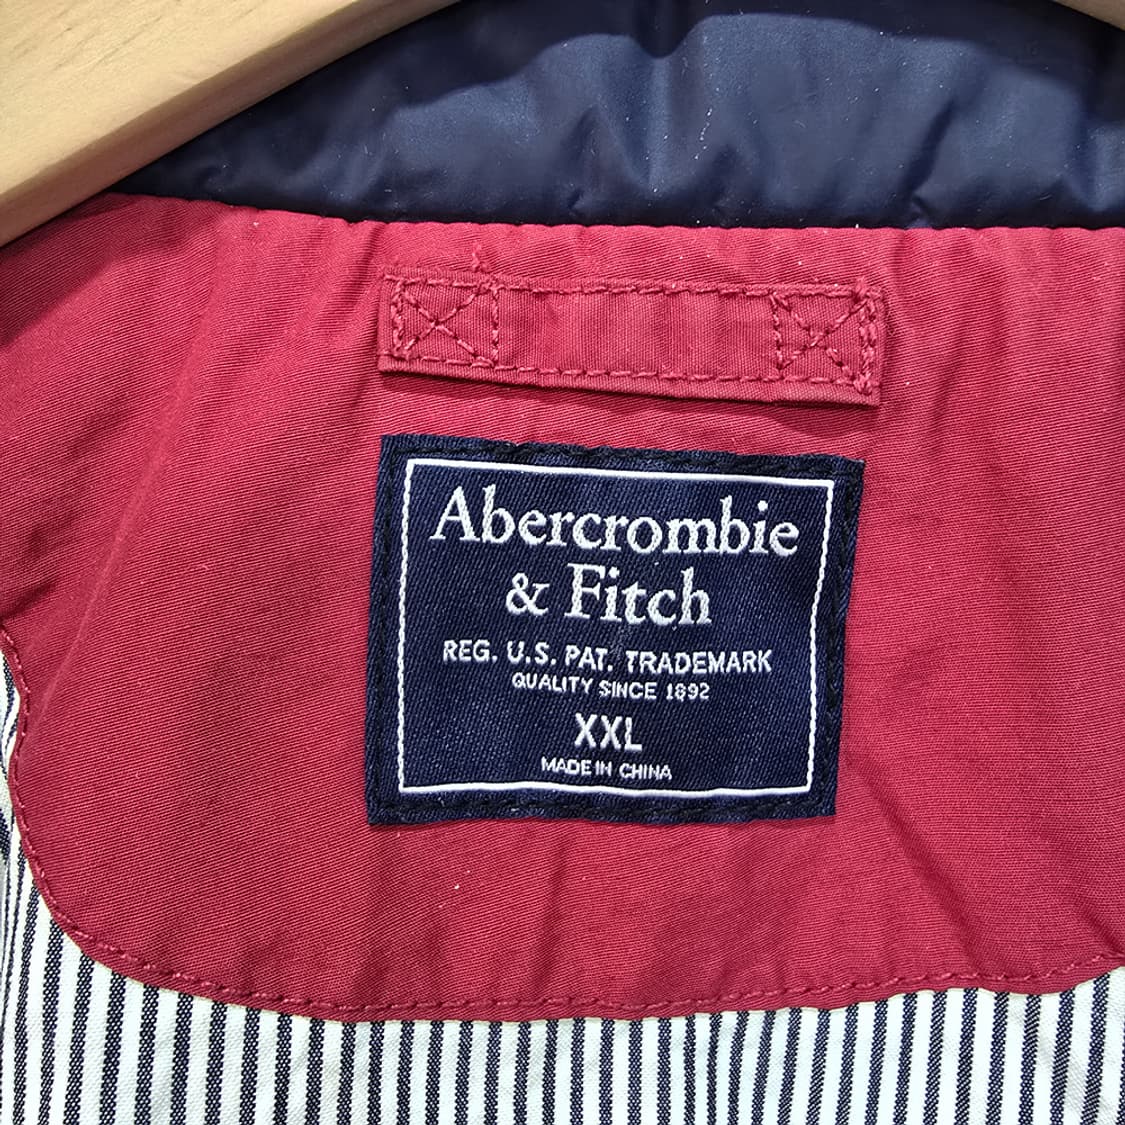 Abercrombie
& Fitch
REG. U.S. PAT. TRADEMARK
QUALITY SINCE 1892
XXL
MADE IN CHINA